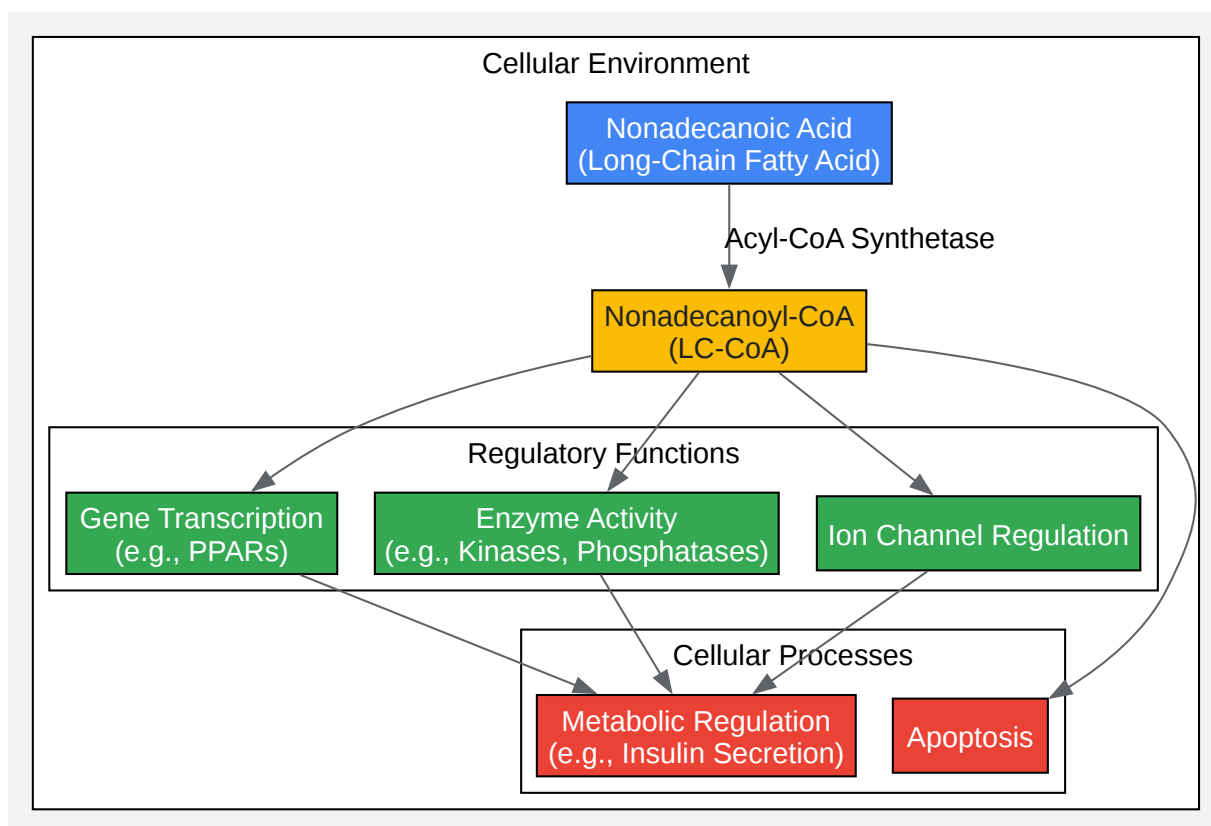 Cellular Environment
Nonadecanoic Acid
(Long-Chain Fatty Acid)
Acyl-CoA Synthetase
Nonadecanoyl-CoA
(LC-CoA)
Regulatory Functions
Gene Transcription
(e.g., PPARs)
Enzyme Activity
(e.g., Kinases, Phosphatases)
Ion Channel Regulation
Cellular Processes
Metabolic Regulation
(e.g., Insulin Secretion)
Apoptosis